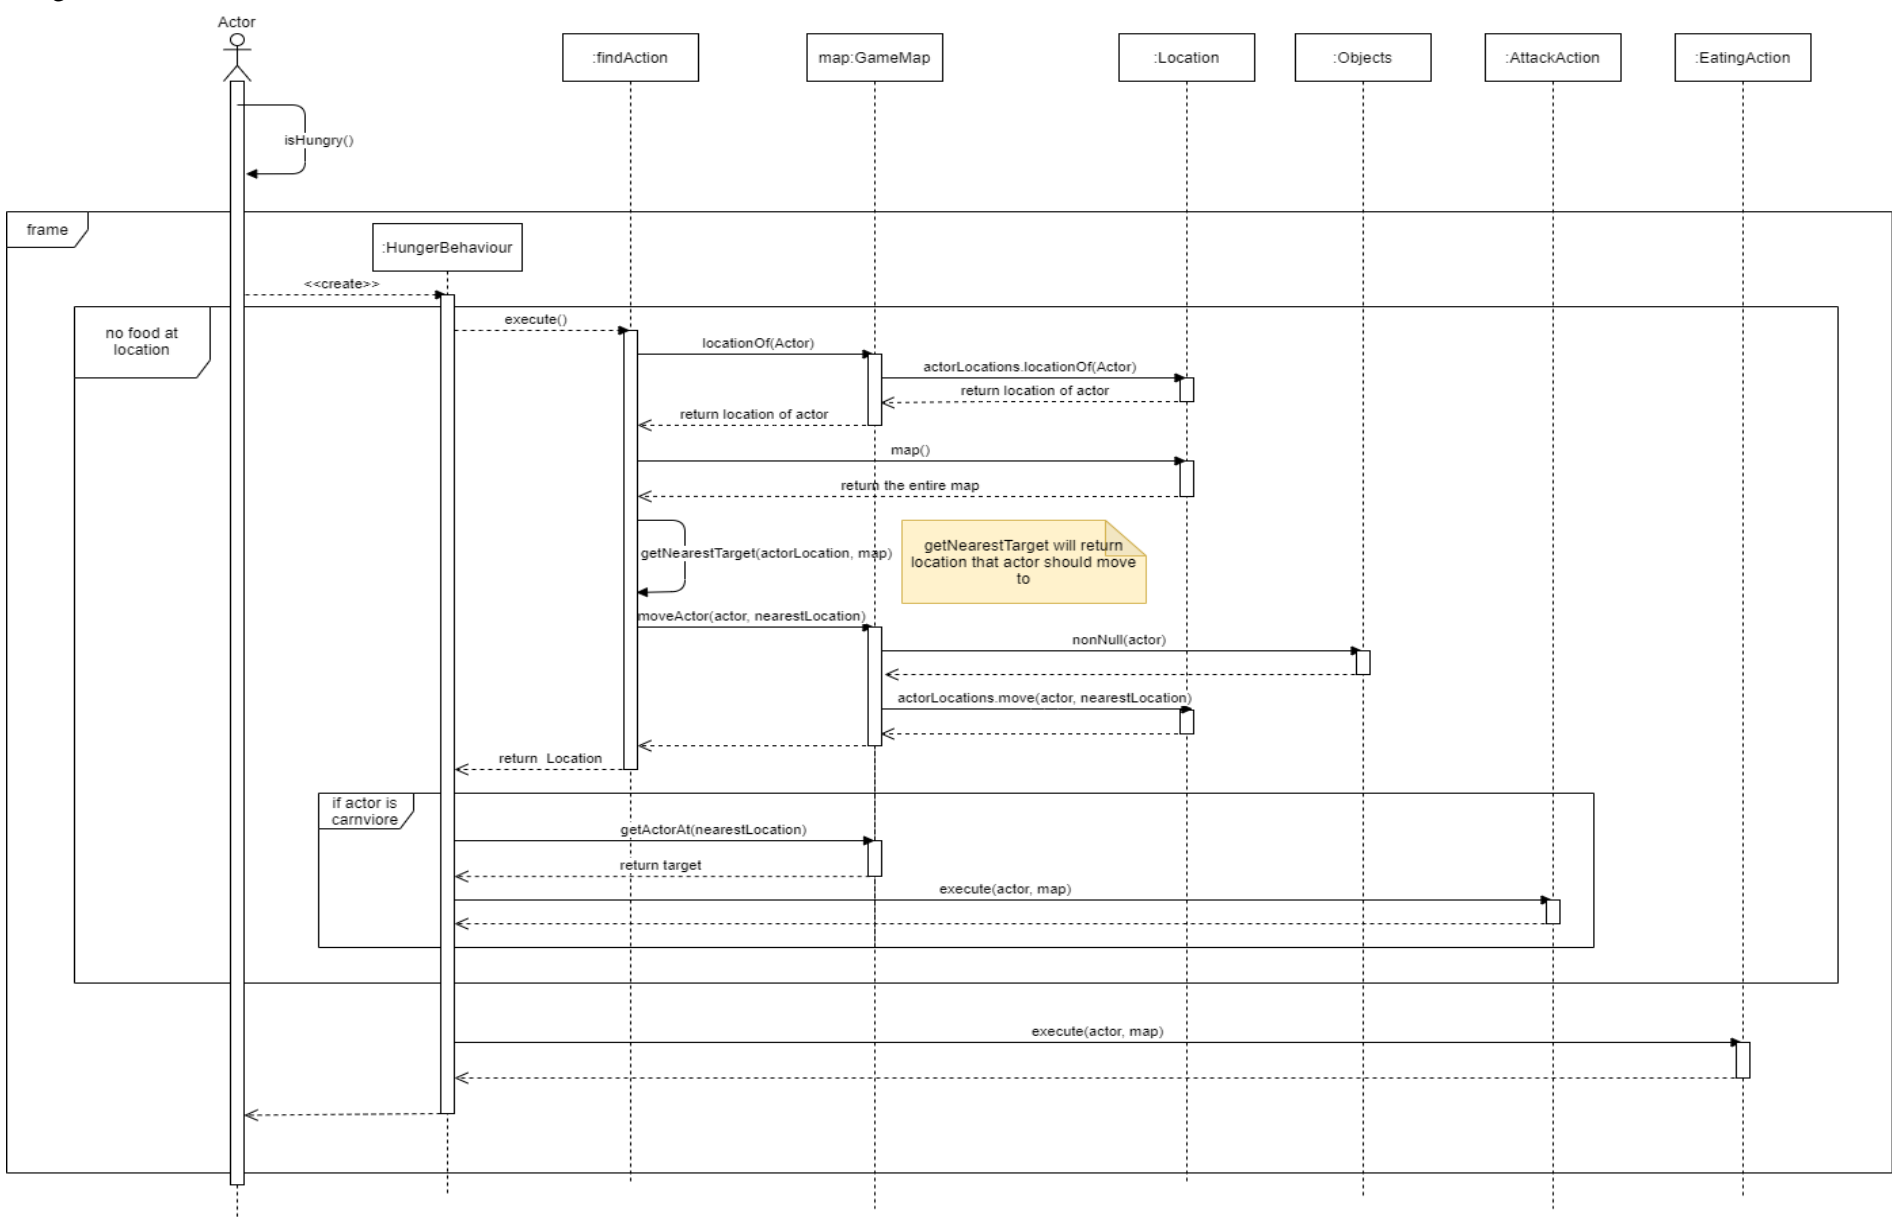 Actor
:findAction
map:GameMap
:Location
:Objects
:AttackAction
:EatingAction
isHungry()
frame
:HungerBehaviour
<<create>>
no food at
location
execute()
locationOf(Actor)
actorLocations.locationOf(Actor)
return location of actor
return location of actor
map()
return the entire map
getNearestTarget(actorLocation, map)
getNearestTarget will return
location that actor should move
to
moveActor(actor, nearestLocation)
nonNull(actor)
actorLocations.move(actor, nearestLocation)
return  Location
if actor is
carnviore
getActorAt(nearestLocation)
return target
execute(actor, map)
execute(actor, map)